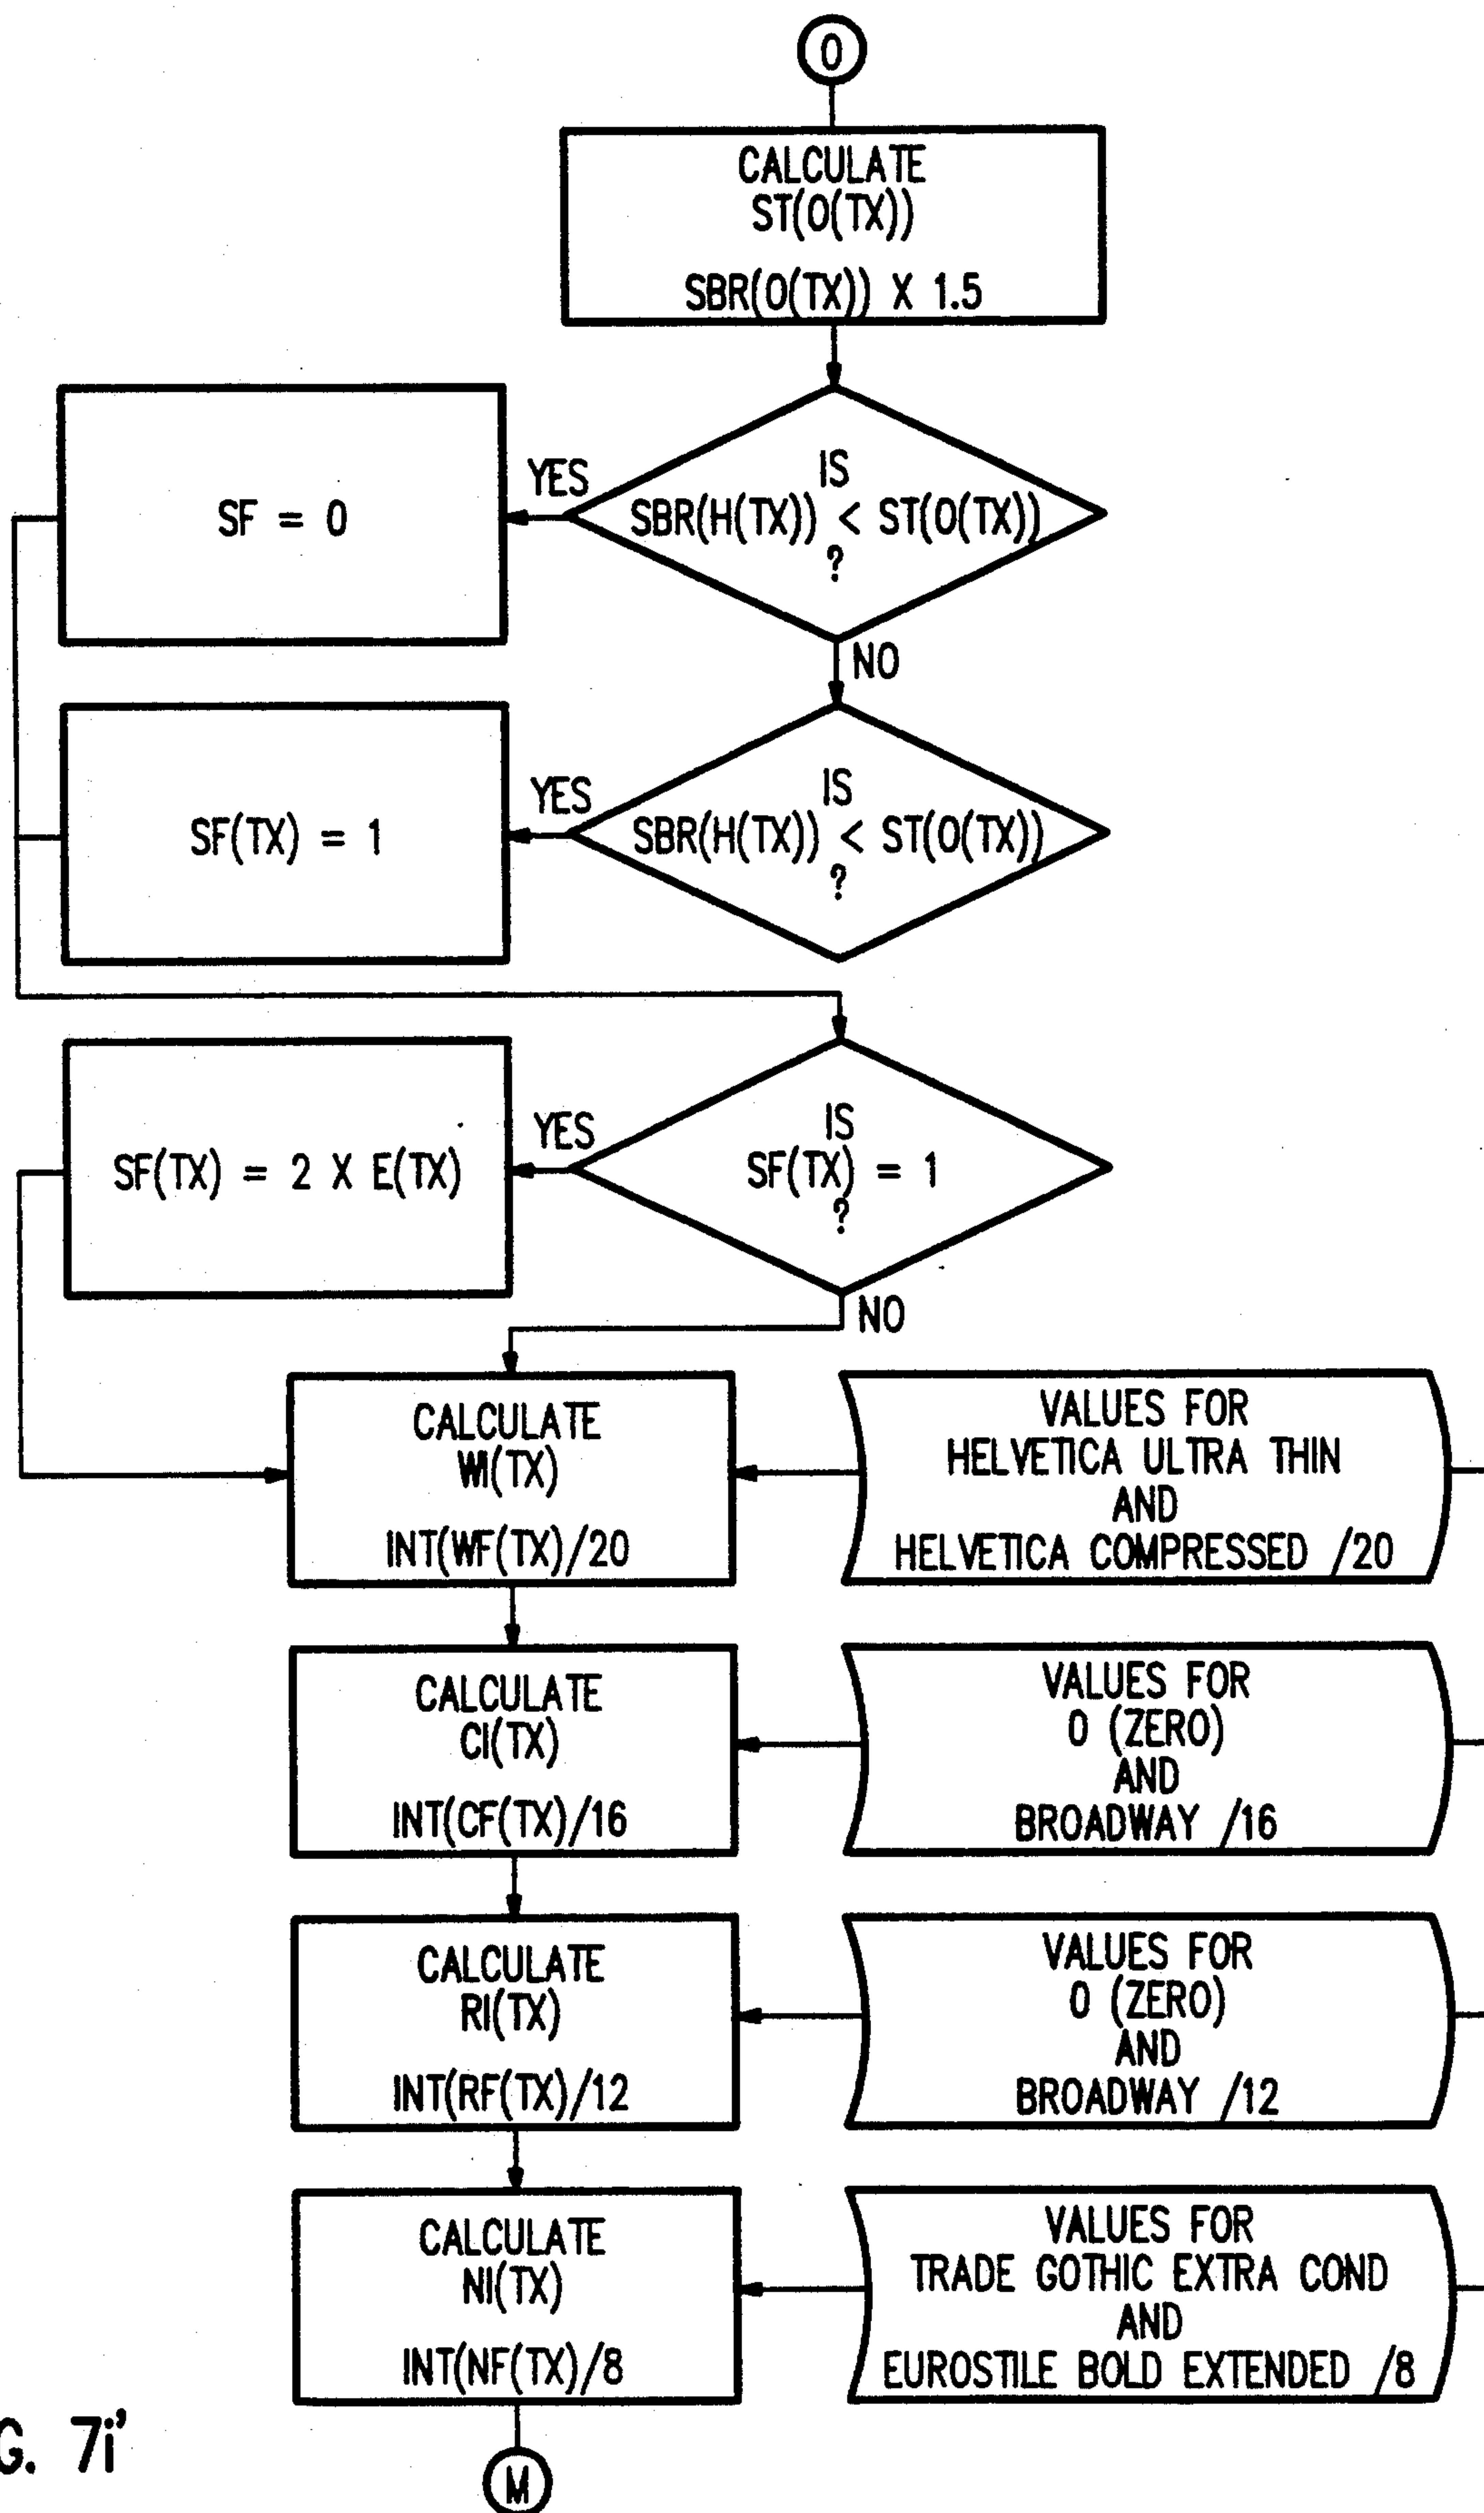 O
CALCULATE
ST(O(TX))
SBR(O(TX)) X 1.5
IS
SBR(H(TX)) < ST(O(TX))
?
YES
SF = 0
NO
IS
SBR(H(TX)) < ST(O(TX))
?
YES
SF(TX) = 1
IS
SF(TX) = 1
?
YES
SF(TX) = 2 X E(TX)
NO
CALCULATE
WI(TX)
INT(WF(TX)/20
VALUES FOR
HELVETICA ULTRA THIN
AND
HELVETICA COMPRESSED /20
CALCULATE
CI(TX)
INT(CF(TX)/16
VALUES FOR
0 (ZERO)
AND
BROADWAY /16
CALCULATE
RI(TX)
INT(RF(TX)/12
VALUES FOR
0 (ZERO)
AND
BROADWAY /12
CALCULATE
NI(TX)
INT(NF(TX)/8
VALUES FOR
TRADE GOTHIC EXTRA COND
AND
EUROSTILE BOLD EXTENDED /8
G. 7i'
M